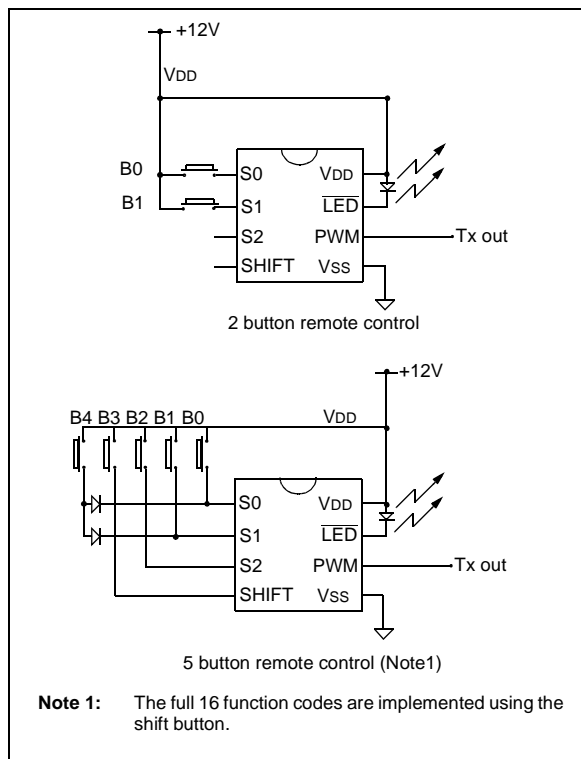 +12V
VDD
B0
S0
VDD
B1
S1
LED
S2
PWM
Tx out
SHIFT
VSS
2 button remote control
+12V
B4 B3 B2 B1 B0
VDD
S0
VDD
S1
LED
S2
PWM
Tx out
SHIFT
VSS
5 button remote control (Note1)
Note 1: The full 16 function codes are implemented using the
shift button.